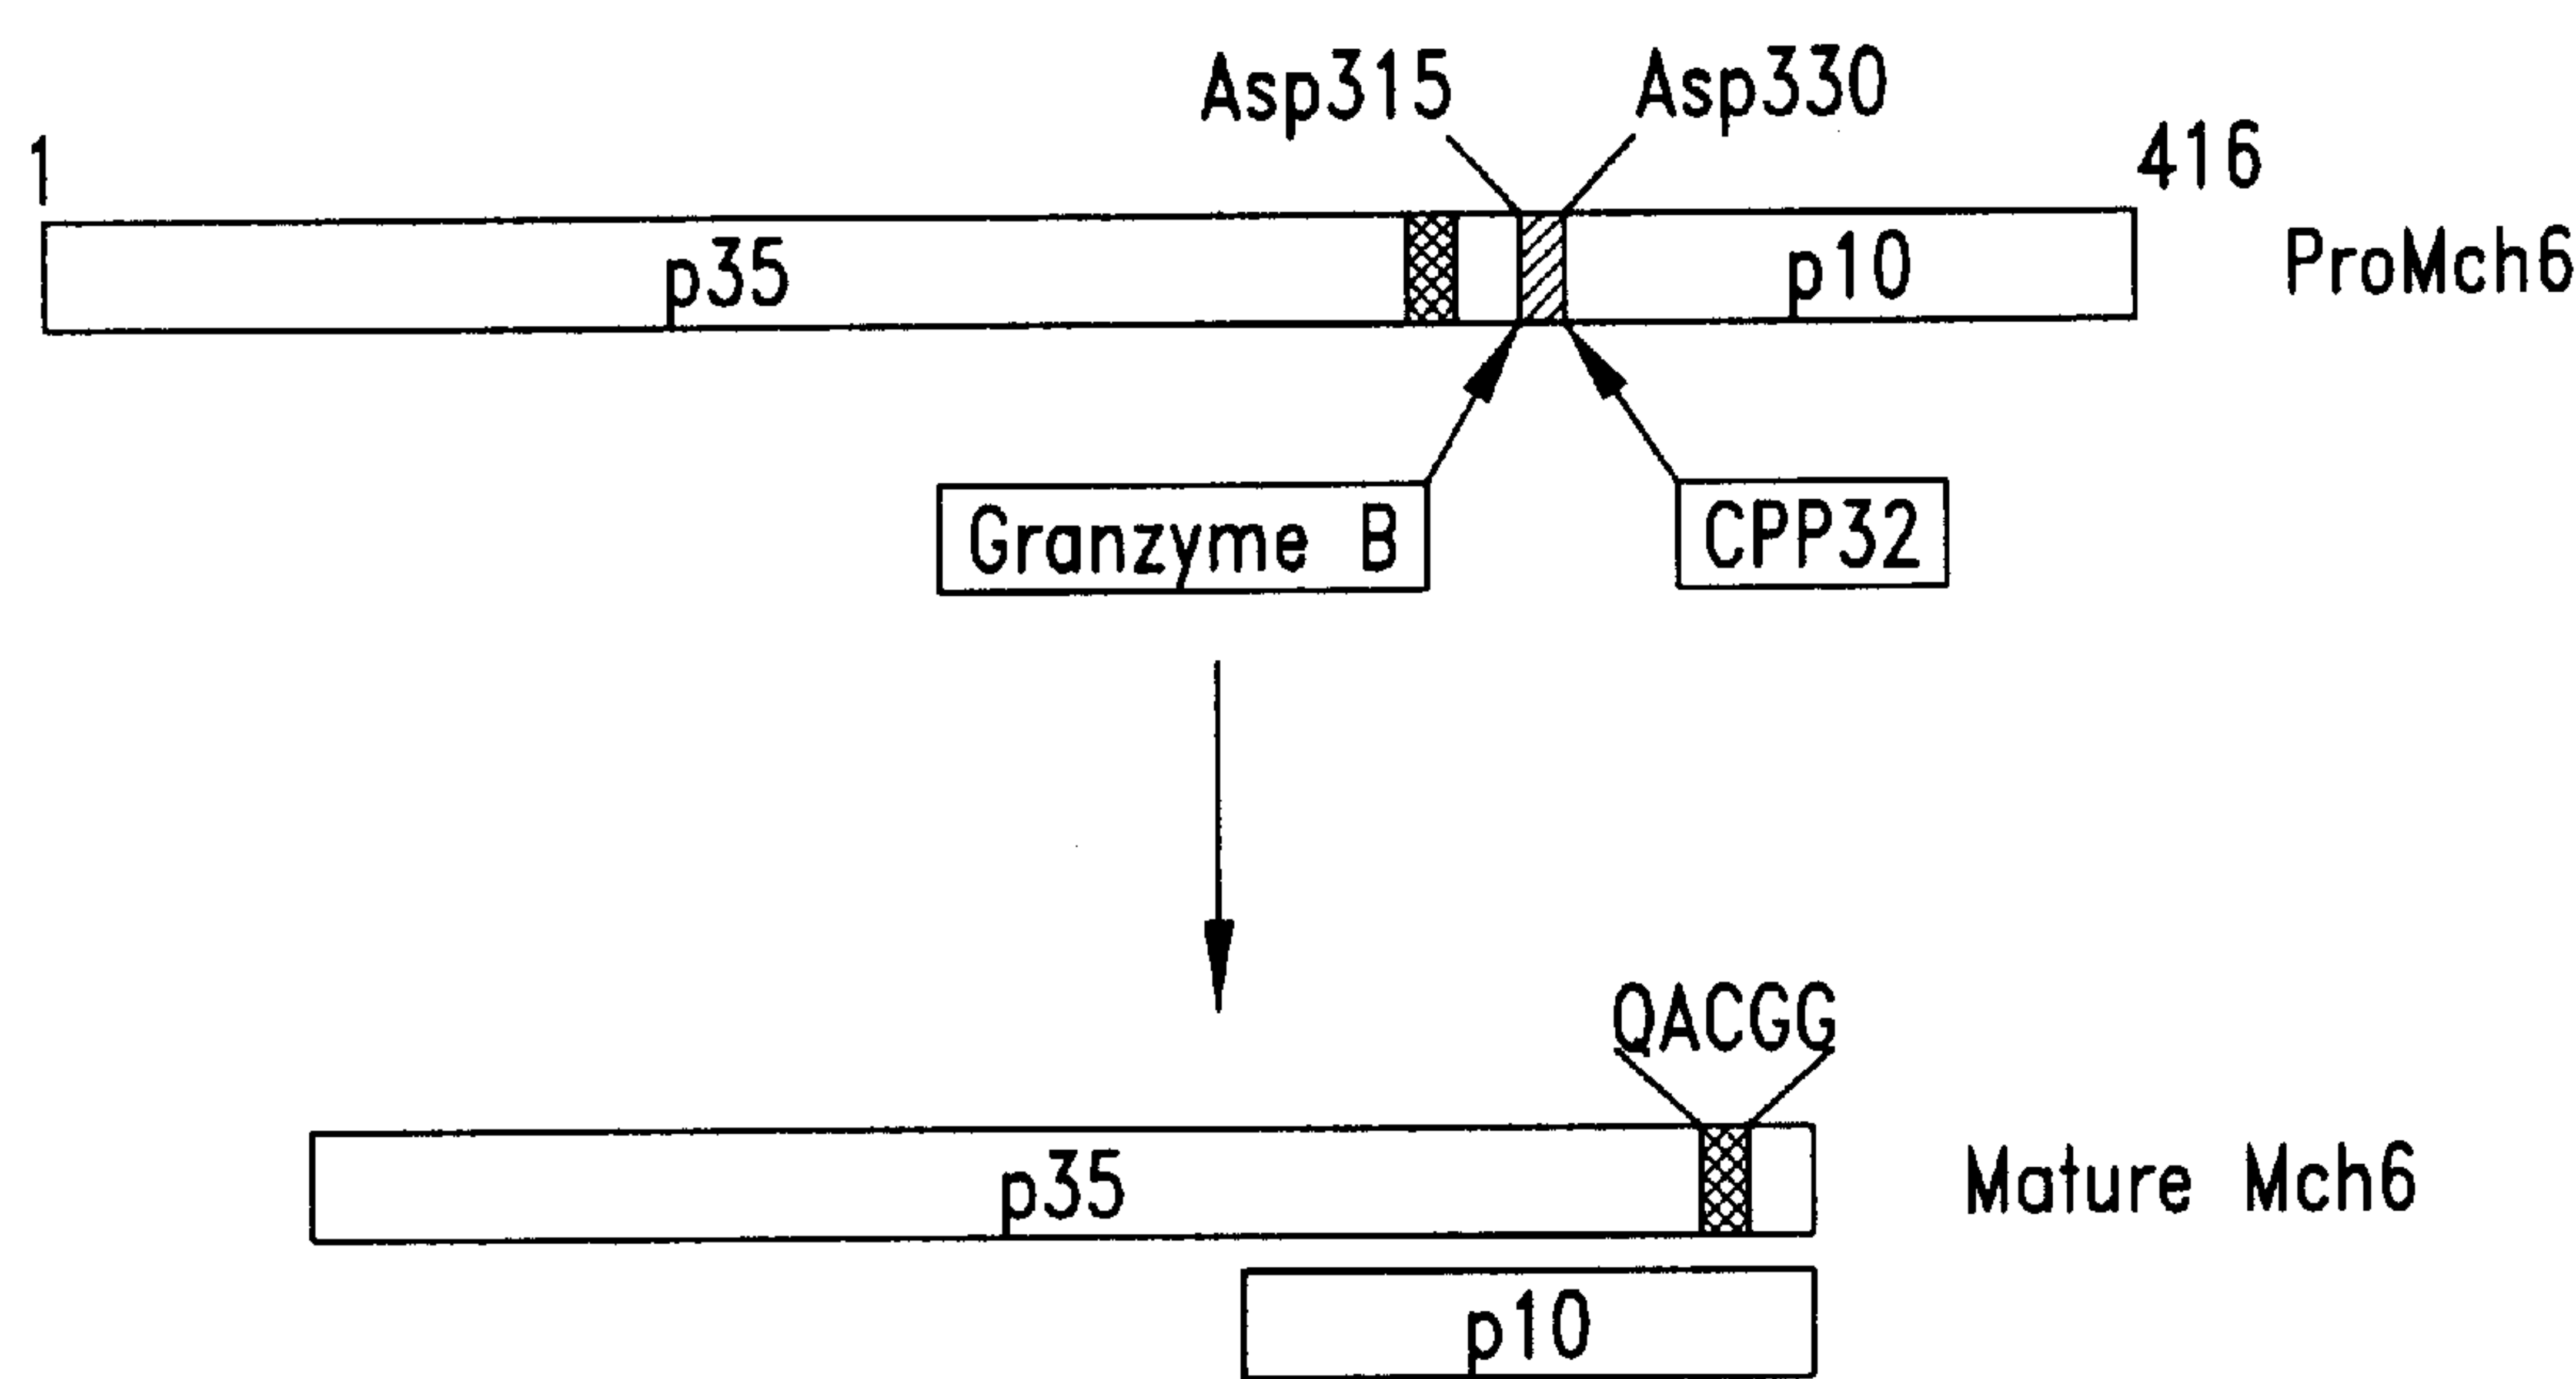 Asp315 Asp330
1 416
p35 p10 ProMch6
Granzyme B CPP32
QACGG
p35 Mature Mch6
p10